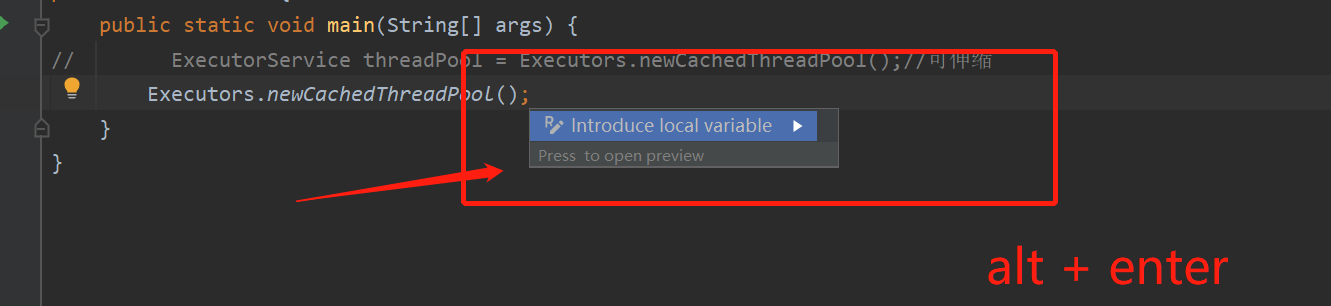 public static void main(String[] args) {
// ExecutorService threadPool = Executors.newCachedThreadPool();//可伸缩
Executors.newCachedThreadPool();
Introduce local variable
}
Press to open preview
}
alt + enter